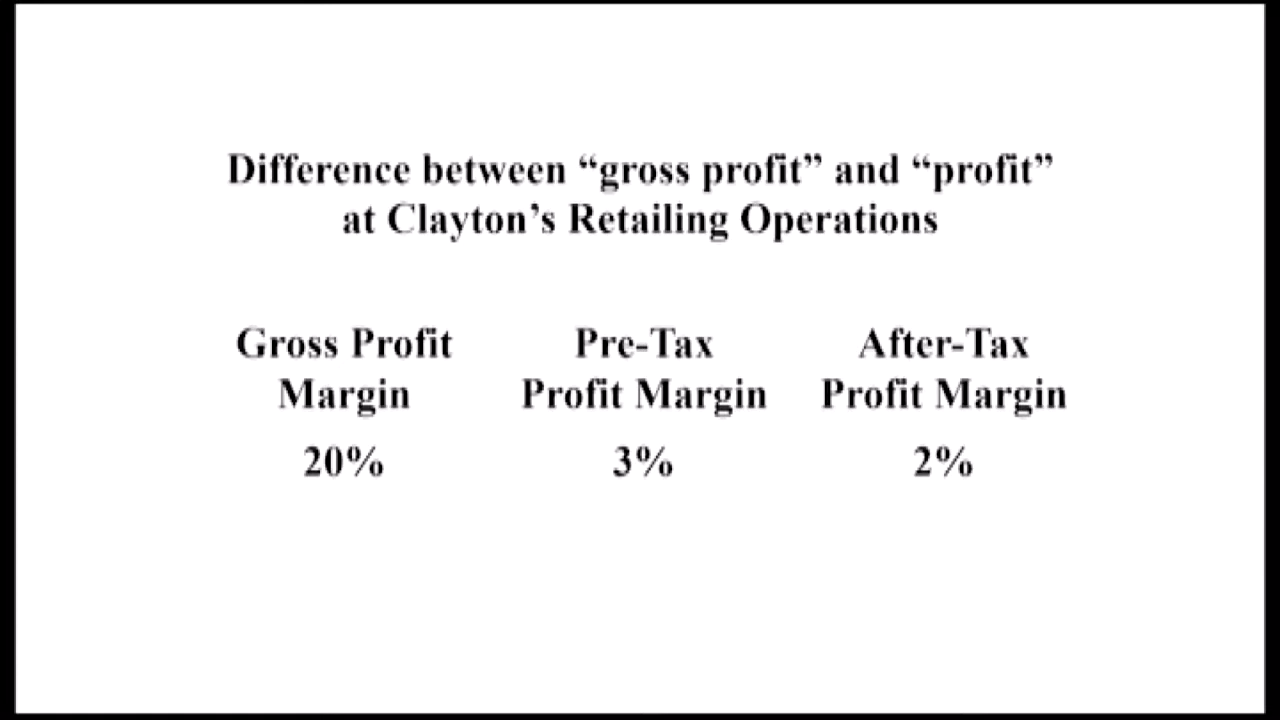 Difference between “gross profit” and “profit”
at Clayton’s Retailing Operations
Gross Profit Margin
20%
Pre-Tax Profit Margin
3%
After-Tax Profit Margin
2%